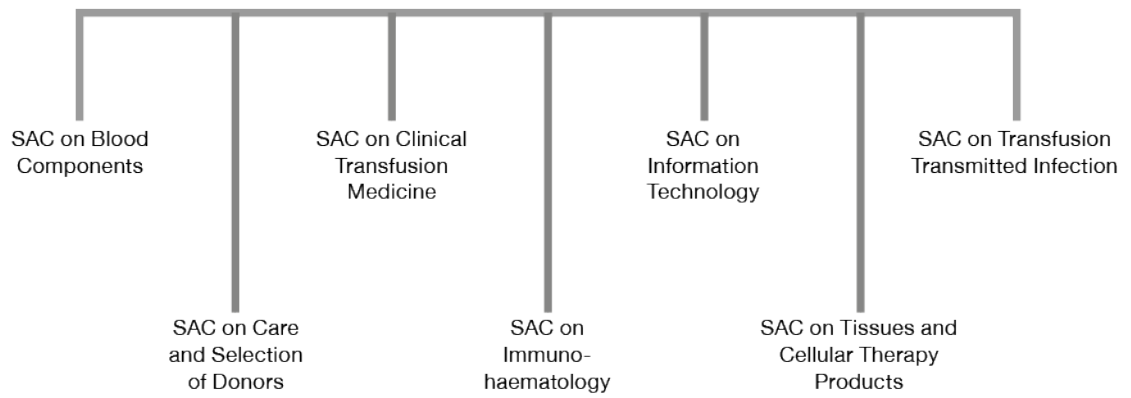 SAC on Blood
Components
SAC on Clinical
Transfusion
Medicine
SAC on
Information
Technology
SAC on Transfusion
Transmitted Infection
SAC on Care
and Selection
of Donors
SAC on
Immuno-
haematology
SAC on Tissues and
Cellular Therapy
Products